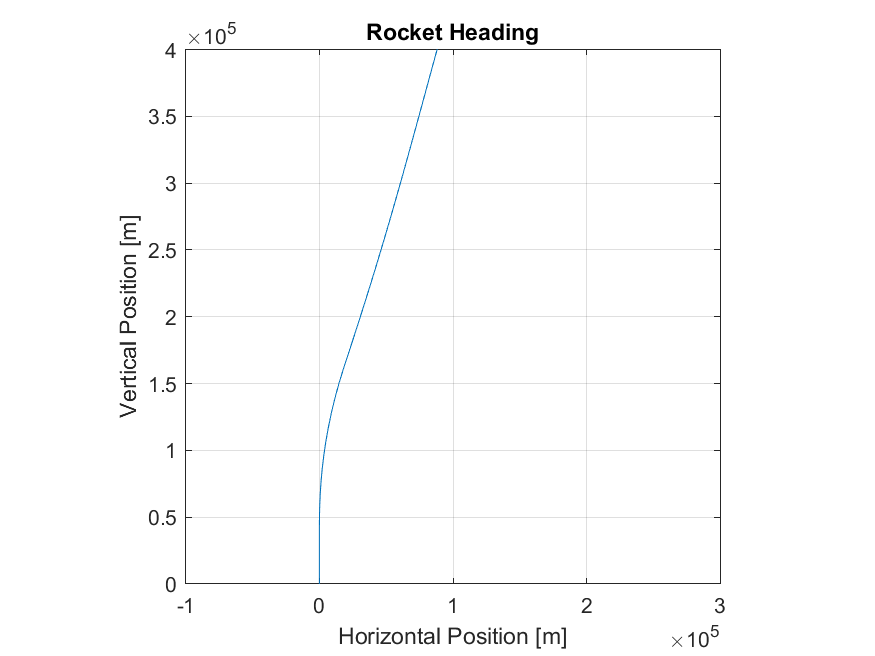 Rocket Heading
×10^5
4
3.5
3
2.5
2
1.5
1
0.5
0
Vertical Position [m]
-1 0 1 2 3
Horizontal Position [m]
×10^5